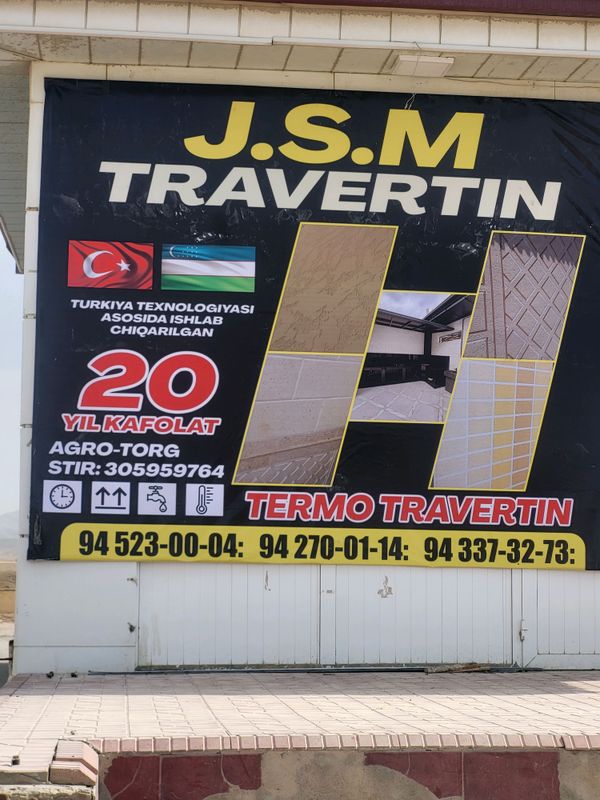 J.S.M
TRAVERTIN
TURKIYA TEXNOLOGIYASI
ASOSIDA ISHLAB
CHIQARILGAN
20
YIL KAFOLAT
AGRO-TORG
STIR: 305959764
TERMO TRAVERTIN
94 523-00-04: 94 270-01-14: 94 337-32-73: